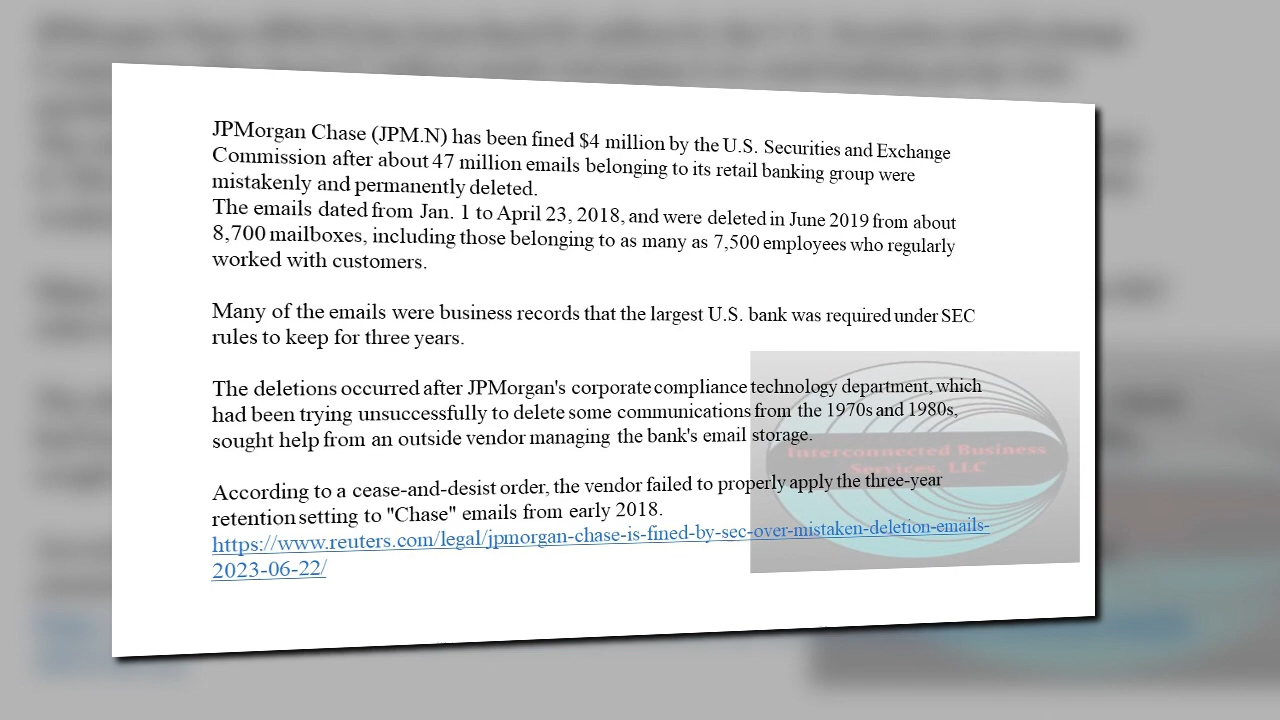 JPMorgan Chase (JPM.N) has been fined $4 million by the U.S. Securities and Exchange
Commission after about 47 million emails belonging to its retail banking group were
mistakenly and permanently deleted.
The emails dated from Jan. 1 to April 23, 2018, and were deleted in June 2019 from about
8,700 mailboxes, including those belonging to as many as 7,500 employees who regularly
worked with customers.
Many of the emails were business records that the largest U.S. bank was required under SEC
rules to keep for three years.
The deletions occurred after JPMorgan's corporate compliance technology department, which
had been trying unsuccessfully to delete some communications from the 1970s and 1980s,
sought help from an outside vendor managing the bank's email storage.
Interconnected Business
Services, LLC
According to a cease-and-desist order, the vendor failed to properly apply the three-year
retention setting to "Chase" emails from early 2018.
https://www.reuters.com/legal/jpmorgan-chase-is-fined-by-sec-over-mistaken-deletion-emails-
2023-06-22/